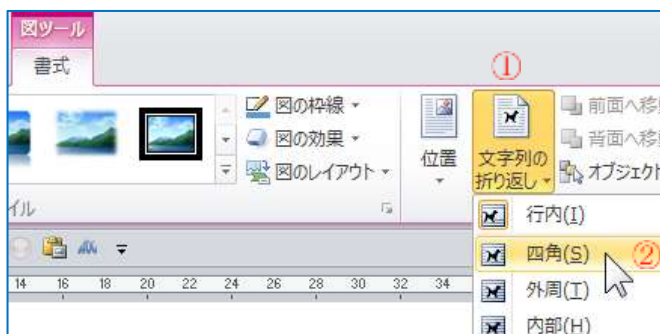 図ツール
書式
①
図の枠線
図の効果
図のレイアウト
位置
文字列の
折り返し
前面へ移
背面へ移
オブジェクト
イル
行内(I)
四角(S)
②
外周(T)
内部(H)
14 16 18 20 22 24 26 28 30 32 34